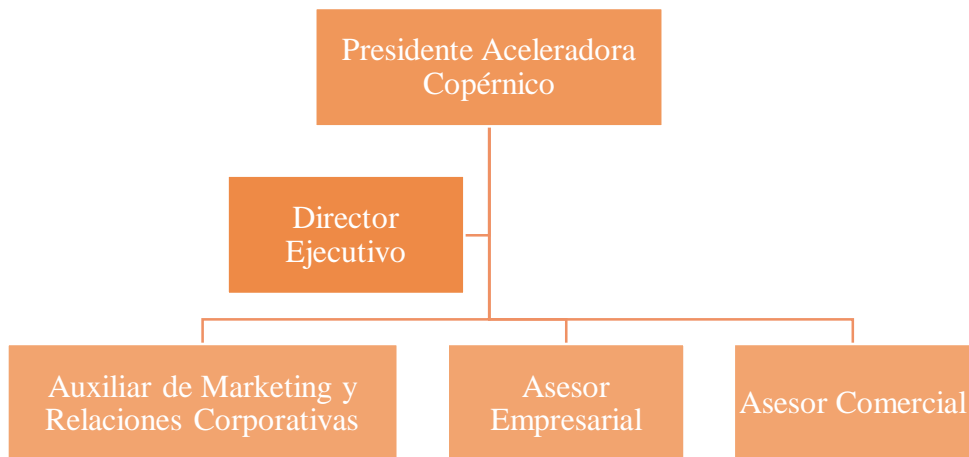 Presidente Aceleradora
Copérnico
Director
Ejecutivo
Auxiliar de Marketing y
Relaciones Corporativas
Asesor
Empresarial
Asesor Comercial